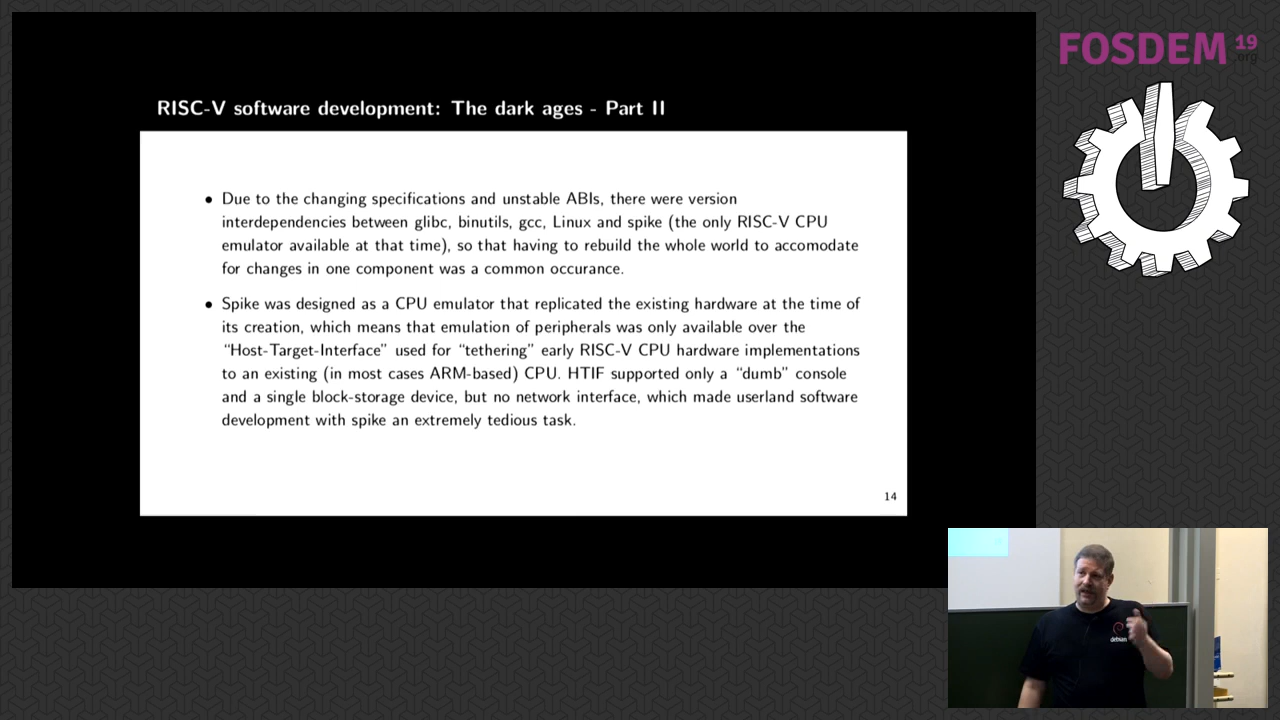 FOSDEM 19
.org
RISC-V software development: The dark ages - Part II
• Due to the changing specifications and unstable ABIs, there were version
interdependencies between glibc, binutils, gcc, Linux and spike (the only RISC-V CPU
emulator available at that time), so that having to rebuild the whole world to accomodate
for changes in one component was a common occurance.
• Spike was designed as a CPU emulator that replicated the existing hardware at the time of
its creation, which means that emulation of peripherals was only available over the
“Host-Target-Interface” used for “tethering” early RISC-V CPU hardware implementations
to an existing (in most cases ARM-based) CPU. HTIF supported only a “dumb” console
and a single block-storage device, but no network interface, which made userland software
development with spike an extremely tedious task.
14
debian